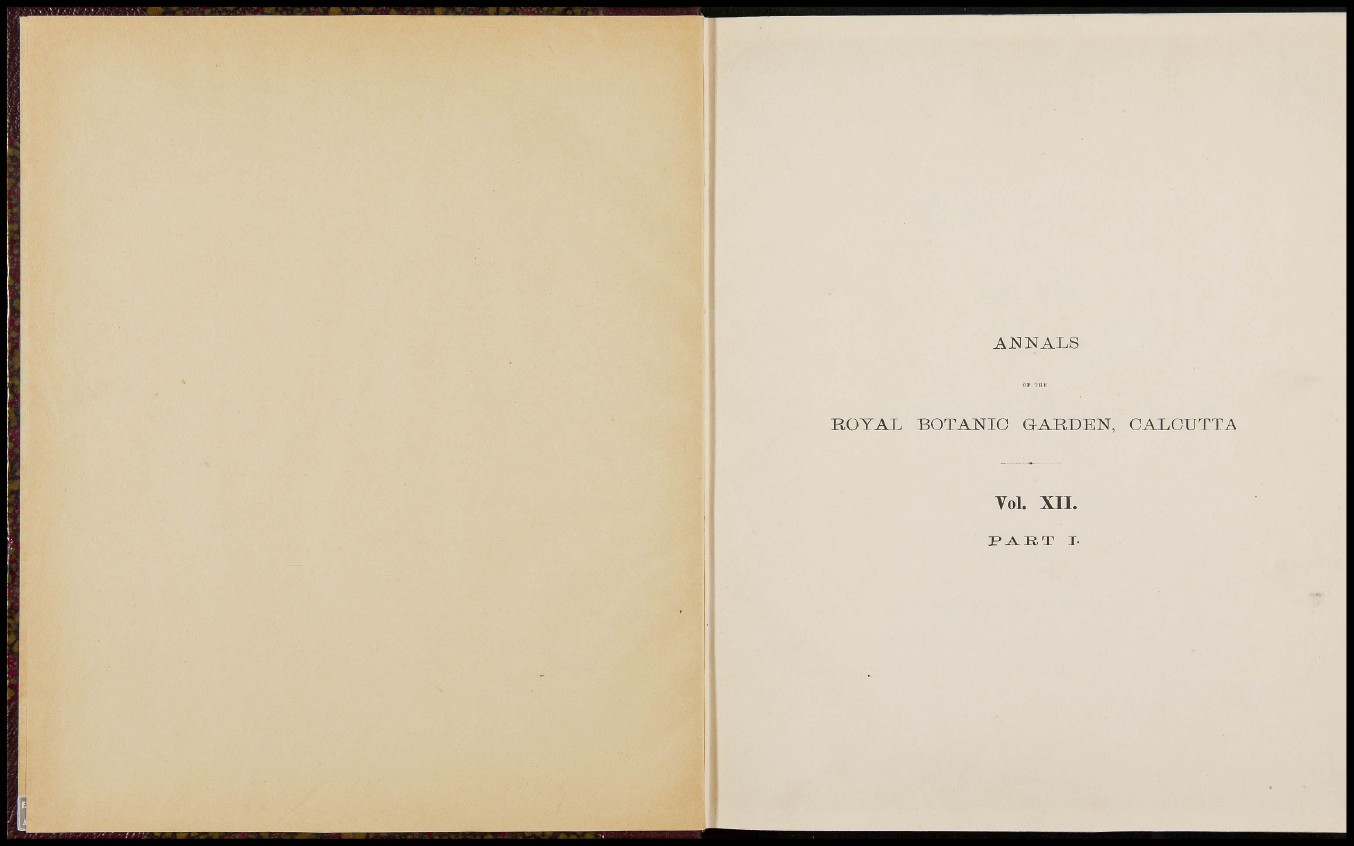 ANNALS
OF THE
ROYAL BOTANIC GARDEN, CALCUTTA
Vol. XII.
PART I.